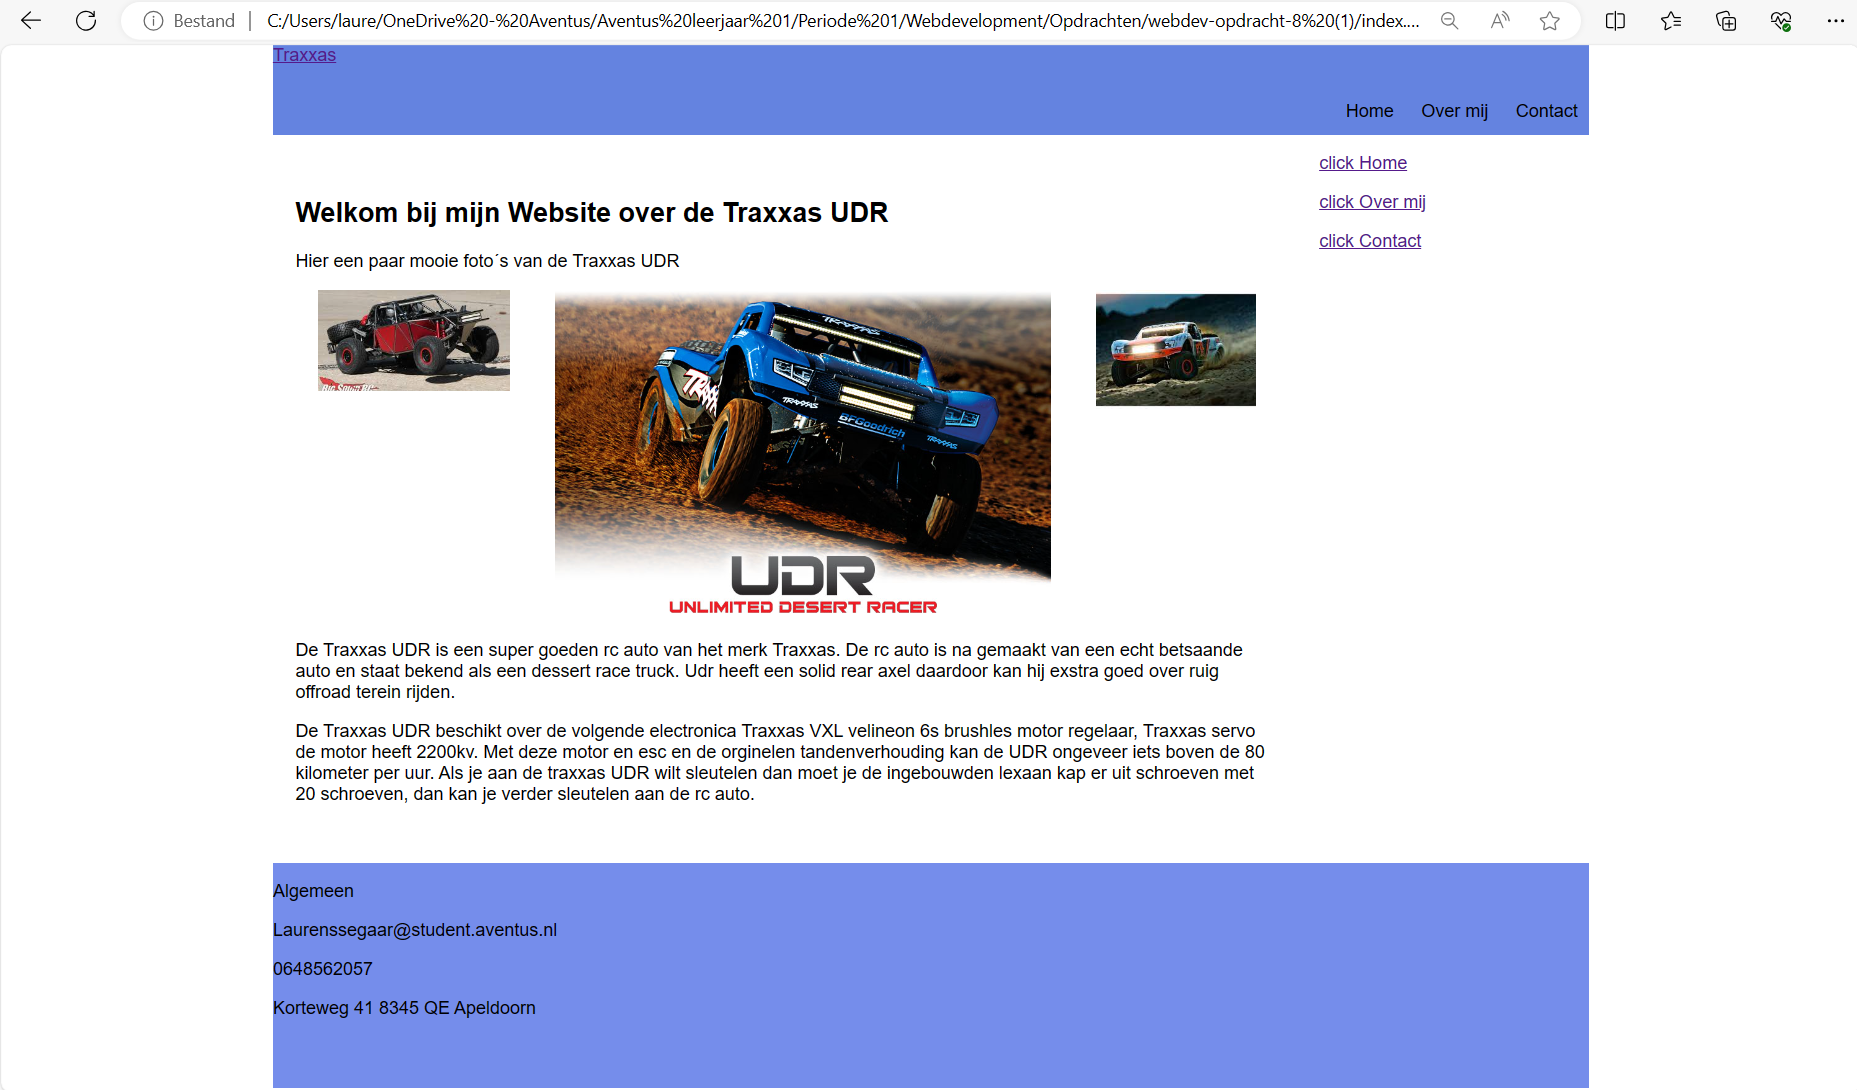 Bestand | C:/Users/laure/OneDrive%20-%20Aventus/Aventus%20leerjaar%201/Periode%201/Webdevelopment/Opdrachten/webdev-opdracht-8%20(1)/index....
Traxxas
Home Over mij Contact
click Home
click Over mij
click Contact
Welkom bij mijn Website over de Traxxas UDR
Hier een paar mooie foto´s van de Traxxas UDR
TRAXXAS
TRAXXAS
BFGoodrich
TRAXXAS
UDR
UNLIMITED DESERT RACER
De Traxxas UDR is een super goeden rc auto van het merk Traxxas. De rc auto is na gemaakt van een echt betsaande
auto en staat bekend als een dessert race truck. Udr heeft een solid rear axel daardoor kan hij exstra goed over ruig
offroad terein rijden.
De Traxxas UDR beschikt over de volgende electronica Traxxas VXL velineon 6s brushles motor regelaar, Traxxas servo
de motor heeft 2200kv. Met deze motor en esc en de orginelen tandenverhouding kan de UDR ongeveer iets boven de 80
kilometer per uur. Als je aan de traxxas UDR wilt sleutelen dan moet je de ingebouwden lexaan kap er uit schroeven met
20 schroeven, dan kan je verder sleutelen aan de rc auto.
Algemeen
Laurenssegaar@student.aventus.nl
0648562057
Korteweg 41 8345 QE Apeldoorn